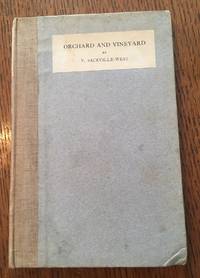 ORCHARD AND VINEYARD
BY
V. SACKVILLE-WEST